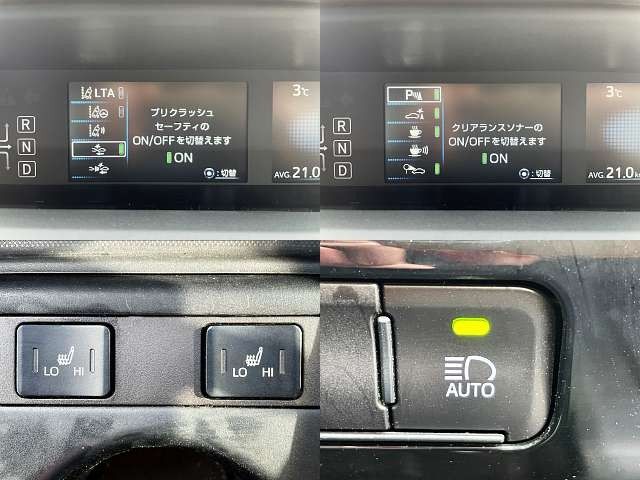 LTA
プリクラッシュ
セーフティの
ON/OFFを切替えます
ON
:切替
3℃
AVG.21.0
R
N
D
P
クリアランスソナーの
ON/OFFを切替えます
ON
:切替
3℃
AVG.21.0
R
N
D
LO HI
LO HI
AUTO